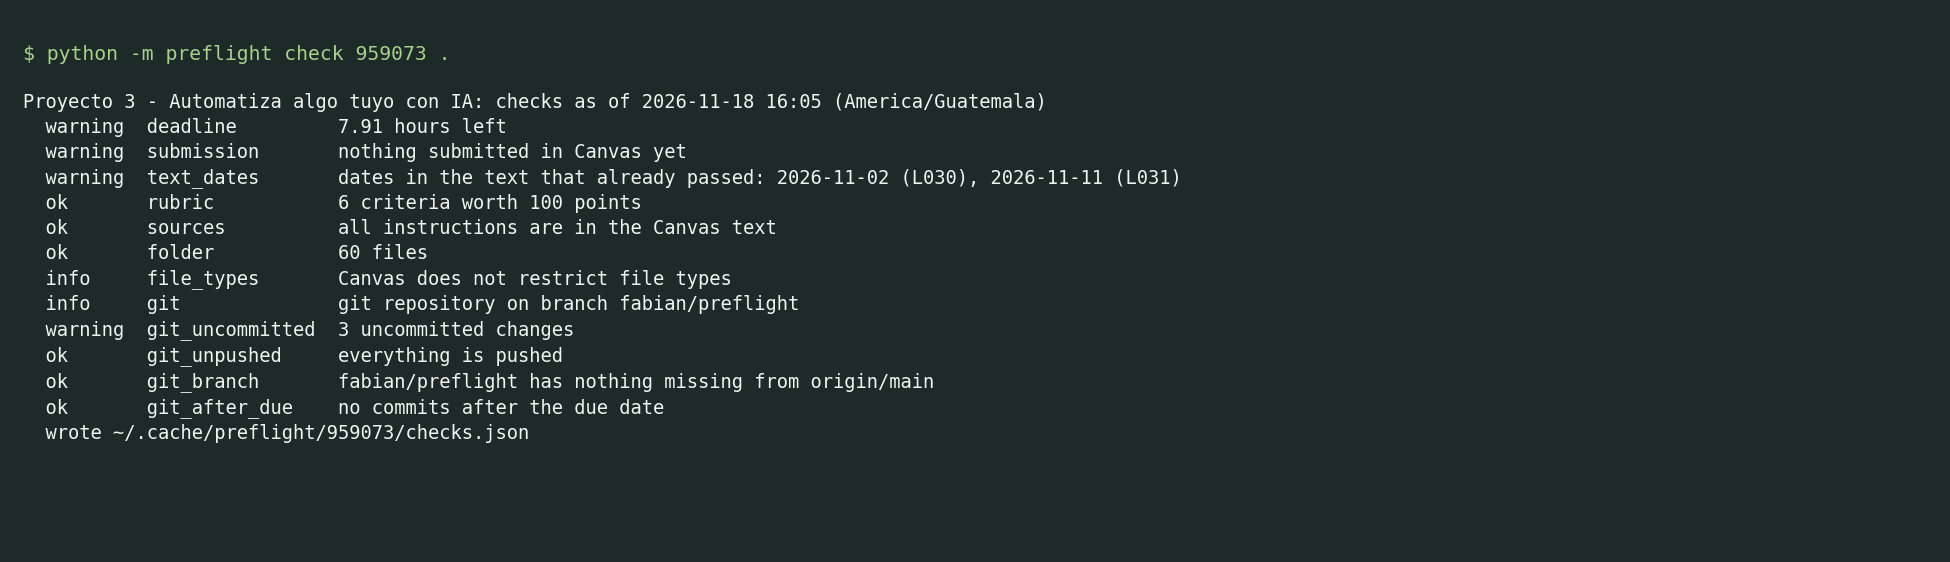 $ python -m preflight check 959073 .
Proyecto 3 - Automatiza algo tuyo con IA: checks as of 2026-11-18 16:05 (America/Guatemala)
  warning  deadline         7.91 hours left
  warning  submission       nothing submitted in Canvas yet
  warning  text_dates       dates in the text that already passed: 2026-11-02 (L030), 2026-11-11 (L031)
  ok       rubric           6 criteria worth 100 points
  ok       sources          all instructions are in the Canvas text
  ok       folder           60 files
  info     file_types       Canvas does not restrict file types
  info     git              git repository on branch fabian/preflight
  warning  git_uncommitted  3 uncommitted changes
  ok       git_unpushed     everything is pushed
  ok       git_branch       fabian/preflight has nothing missing from origin/main
  ok       git_after_due    no commits after the due date
  wrote ~/.cache/preflight/959073/checks.json